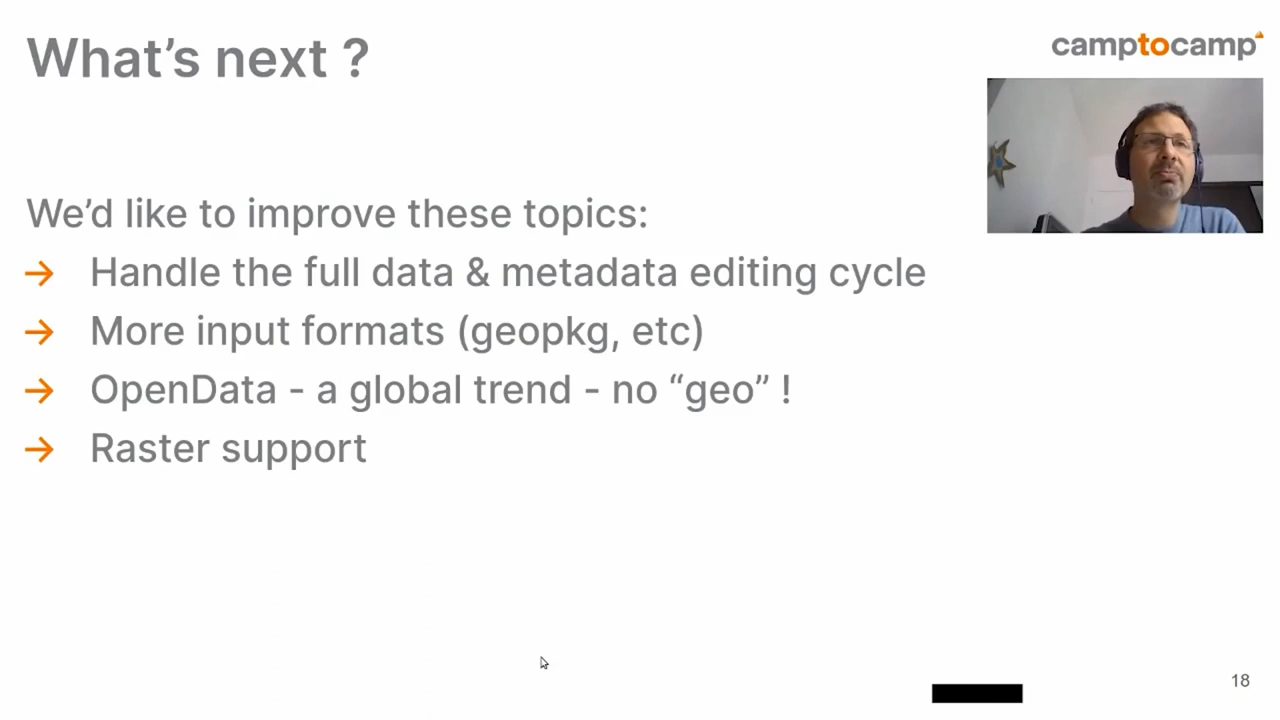 What's next ?
camptocamp
We'd like to improve these topics:
→ Handle the full data & metadata editing cycle
→ More input formats (geopkg, etc)
→ OpenData - a global trend - no “geo” !
→ Raster support
18